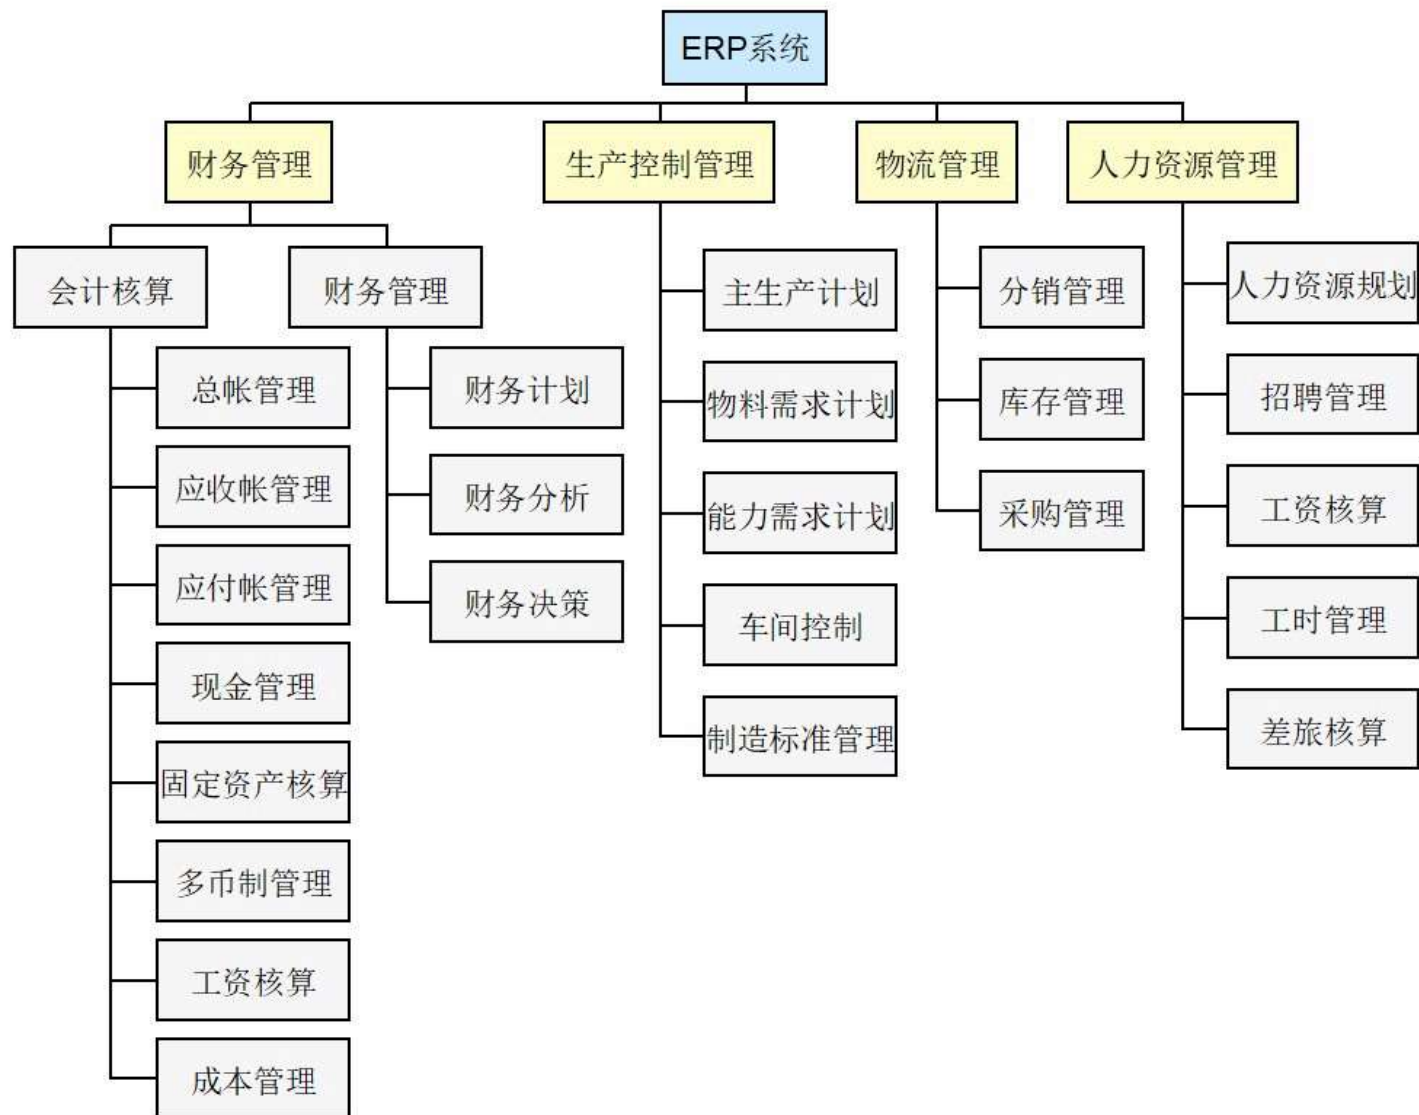 ERP系统
财务管理
生产控制管理
物流管理
人力资源管理
会计核算
财务管理
总帐管理
应收帐管理
应付帐管理
现金管理
固定资产核算
多币制管理
工资核算
成本管理
财务计划
财务分析
财务决策
主生产计划
物料需求计划
能力需求计划
车间控制
制造标准管理
分销管理
库存管理
采购管理
人力资源规划
招聘管理
工资核算
工时管理
差旅核算